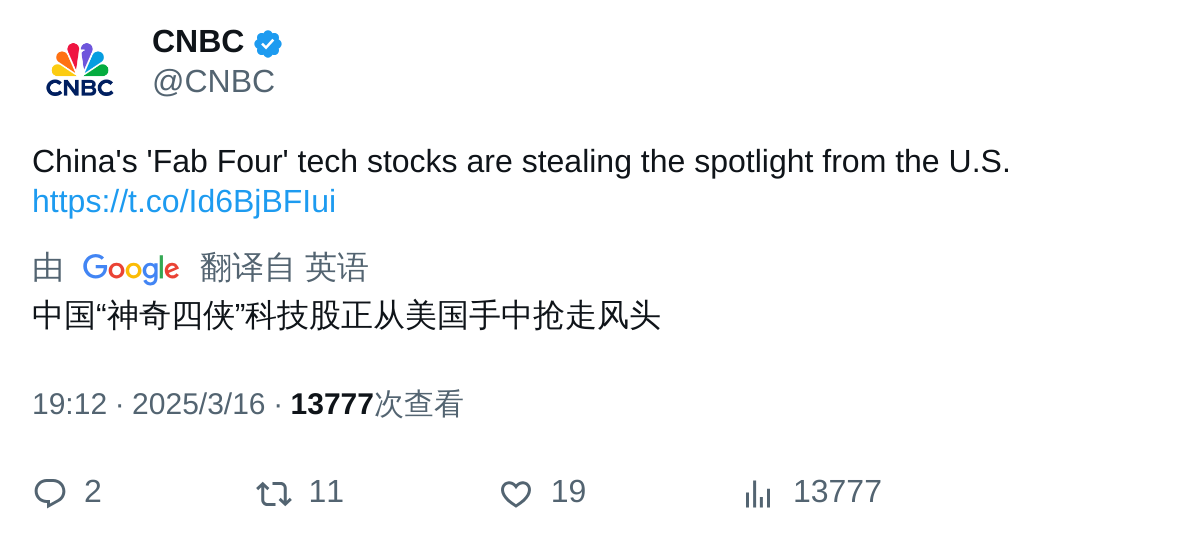 CNBC
CNBC
@CNBC
China's 'Fab Four' tech stocks are stealing the spotlight from the U.S.
https://t.co/Id6BjBFIui
由 Google 翻译自 英语
中国“神奇四侠”科技股正从美国手中抢走风头
19:12 · 2025/3/16 · 13777次查看
2 11 19 13777